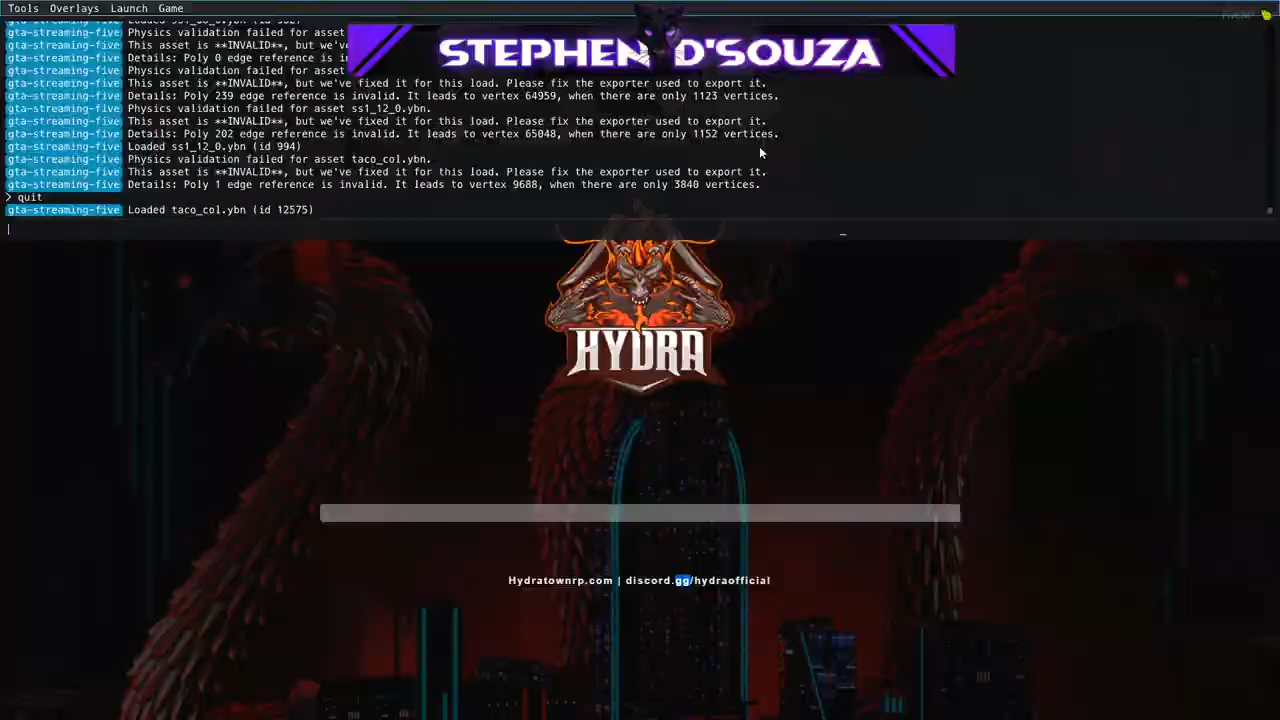 Tools Overlays Launch Game
FiveM
gta-streaming-five Physics validation failed for asset
gta-streaming-five This asset is **INVALID**, but we'v
gta-streaming-five Details: Poly 0 edge reference is in
gta-streaming-five Physics validation failed for asset
STEPHEN D'SOUZA
gta-streaming-five This asset is **INVALID**, but we've fixed it for this load. Please fix the exporter used to export it.
gta-streaming-five Details: Poly 239 edge reference is invalid. It leads to vertex 64959, when there are only 1123 vertices.
gta-streaming-five Physics validation failed for asset ss1_12_0.ybn.
gta-streaming-five This asset is **INVALID**, but we've fixed it for this load. Please fix the exporter used to export it.
gta-streaming-five Details: Poly 202 edge reference is invalid. It leads to vertex 65048, when there are only 1152 vertices.
gta-streaming-five Loaded ss1_12_0.ybn (id 994)
gta-streaming-five Physics validation failed for asset taco_col.ybn.
gta-streaming-five This asset is **INVALID**, but we've fixed it for this load. Please fix the exporter used to export it.
gta-streaming-five Details: Poly 1 edge reference is invalid. It leads to vertex 9688, when there are only 3840 vertices.
> quit
gta-streaming-five Loaded taco_col.ybn (id 12575)
HYDRA
Hydratownrp.com | discord.gg/hydraofficial